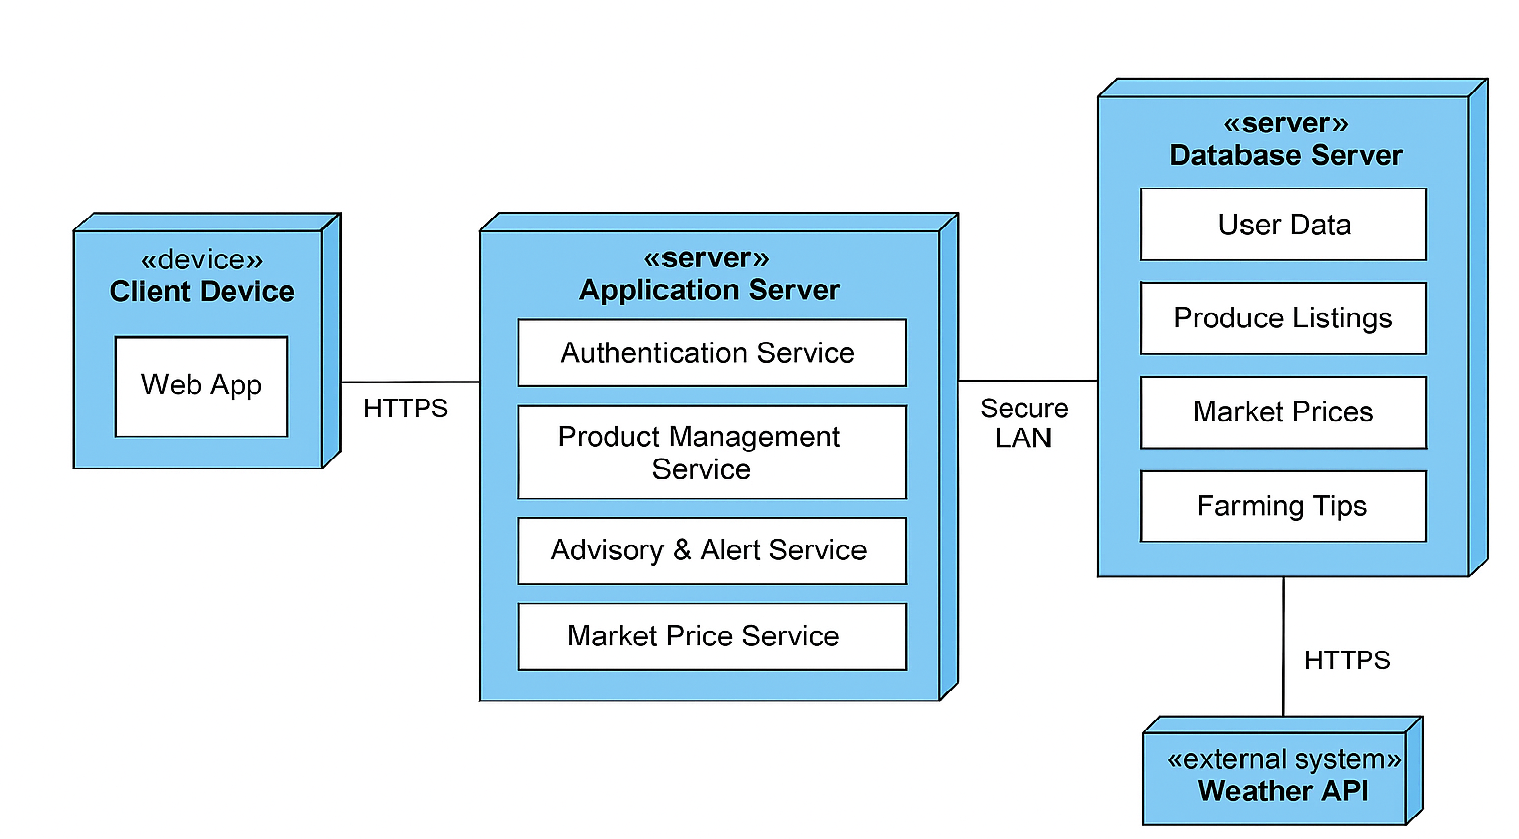 «device»
Client Device
Web App
HTTPS
«server»
Application Server
Authentication Service
Product Management
Service
Advisory & Alert Service
Market Price Service
Secure
LAN
«server»
Database Server
User Data
Produce Listings
Market Prices
Farming Tips
HTTPS
«external system»
Weather API